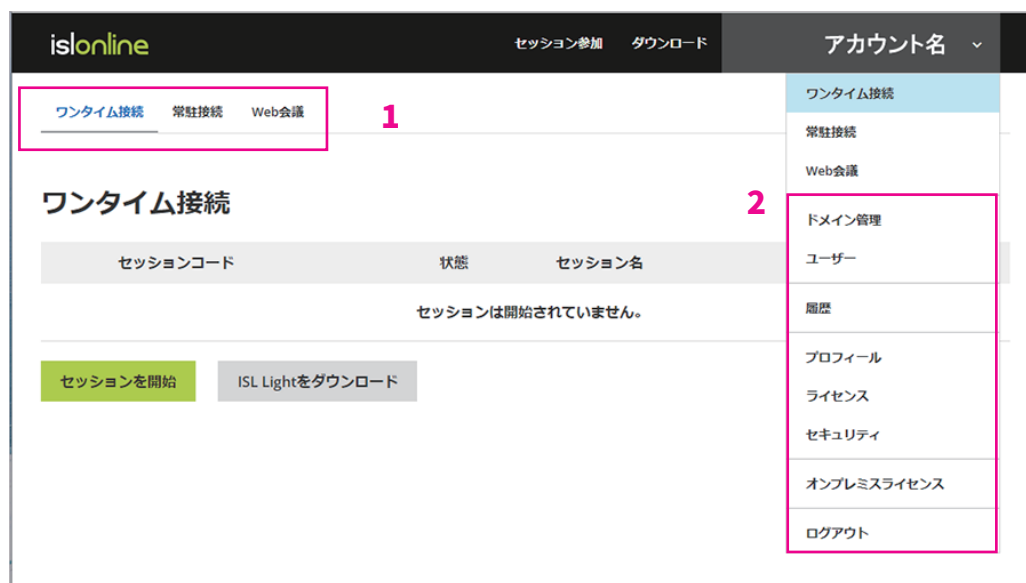 islonline
セッション参加 ダウンロード アカウント名
ワンタイム接続 常駐接続 Web会議
1
ワンタイム接続
セッションコード 状態 セッション名
セッションは開始されていません。
セッションを開始 ISL Lightをダウンロード
ワンタイム接続
常駐接続
Web会議
2
ドメイン管理
ユーザー
履歴
プロフィール
ライセンス
セキュリティ
オンプレミスライセンス
ログアウト